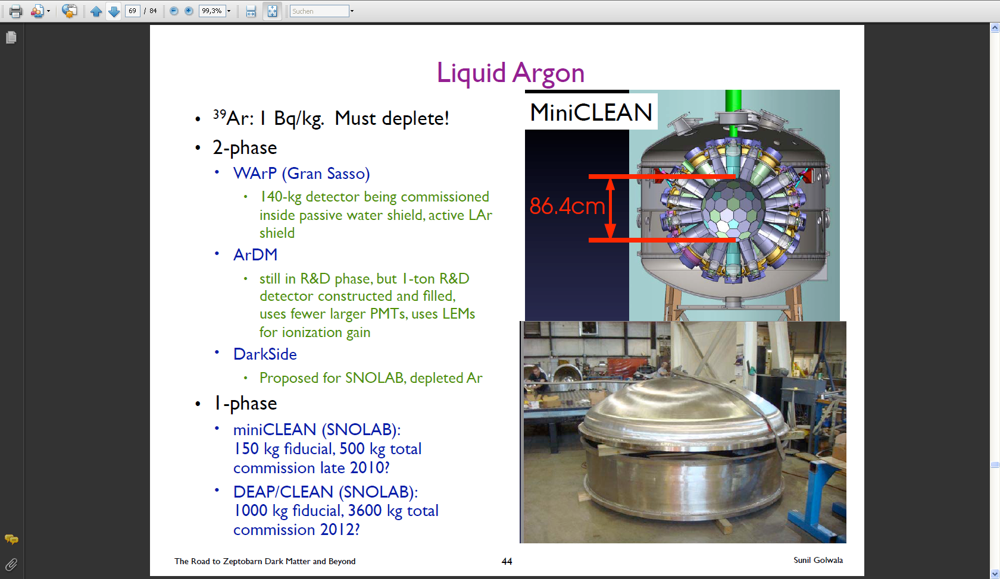 69 / 84 99,3% Suchen
Liquid Argon
• ³⁹Ar: 1 Bq/kg. Must deplete!
• 2-phase
• WArP (Gran Sasso)
• 140-kg detector being commissioned
inside passive water shield, active LAr
shield
• ArDM
• still in R&D phase, but 1-ton R&D
detector constructed and filled,
uses fewer larger PMTs, uses LEMs
for ionization gain
• DarkSide
• Proposed for SNOLAB, depleted Ar
• 1-phase
• miniCLEAN (SNOLAB):
150 kg fiducial, 500 kg total
commission late 2010?
• DEAP/CLEAN (SNOLAB):
1000 kg fiducial, 3600 kg total
commission 2012?
MiniCLEAN
86.4cm
The Road to Zeptobarn Dark Matter and Beyond
44
Sunil Golwala